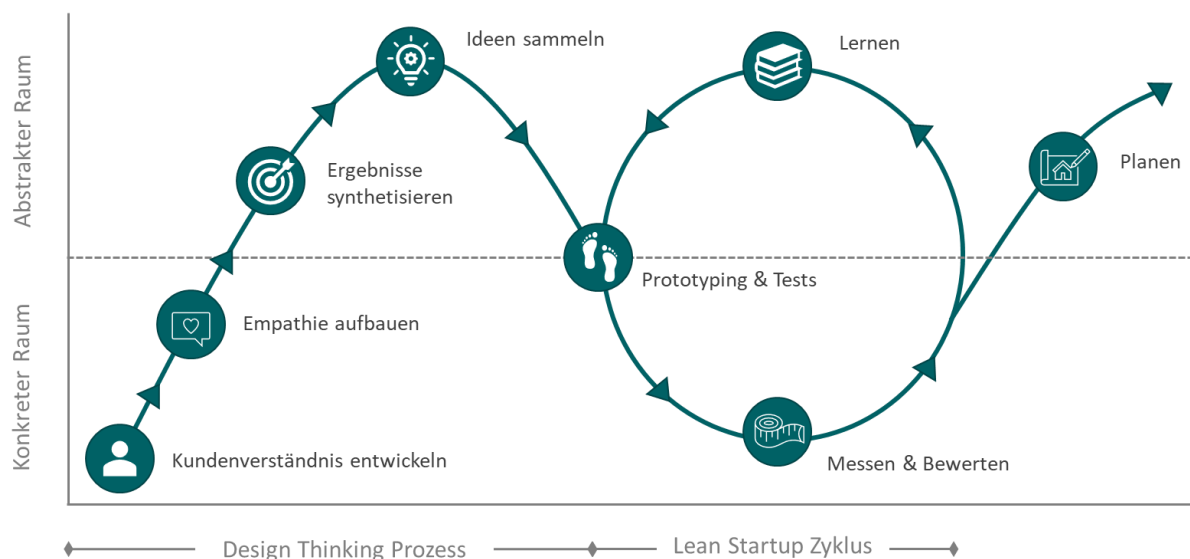 Abstrakter Raum
Konkreter Raum
Ideen sammeln
Lernen
Ergebnisse
synthetisieren
Planen
Prototyping & Tests
Empathie aufbauen
Kundenverständnis entwickeln
Messen & Bewerten
Design Thinking Prozess
Lean Startup Zyklus